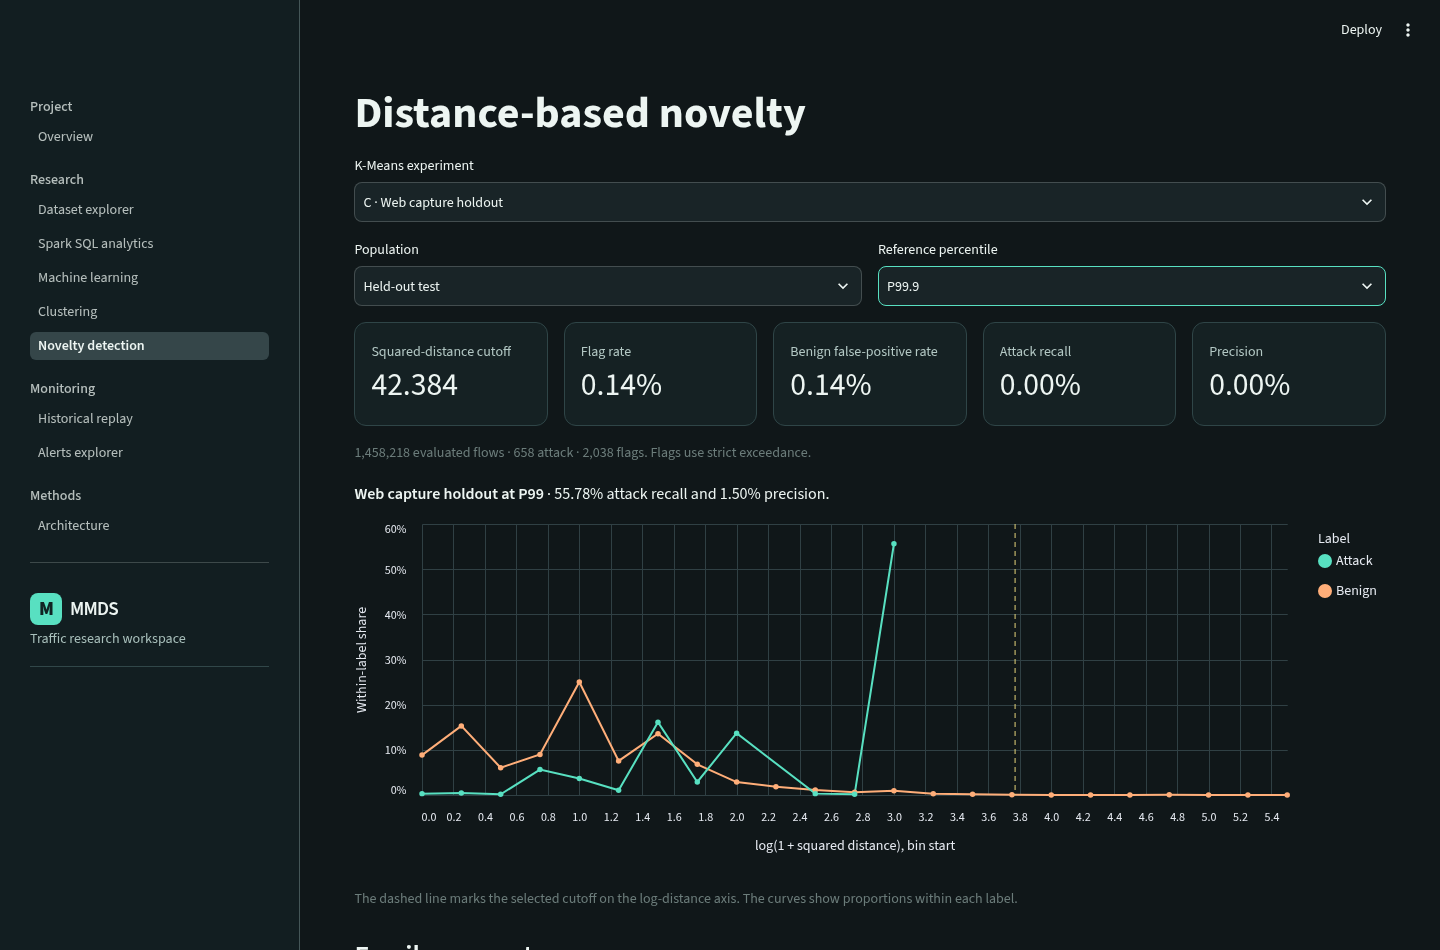 Deploy
Project
Overview
Research
Dataset explorer
Spark SQL analytics
Machine learning
Clustering
Novelty detection
Monitoring
Historical replay
Alerts explorer
Methods
Architecture
M MMDS
Traffic research workspace
Distance-based novelty
K-Means experiment
C · Web capture holdout
Population
Held-out test
Reference percentile
P99.9
Squared-distance cutoff
42.384
Flag rate
0.14%
Benign false-positive rate
0.14%
Attack recall
0.00%
Precision
0.00%
1,458,218 evaluated flows · 658 attack · 2,038 flags. Flags use strict exceedance.
Web capture holdout at P99 · 55.78% attack recall and 1.50% precision.
Within-label share
60%
50%
40%
30%
20%
10%
0%
0.0 0.2 0.4 0.6 0.8 1.0 1.2 1.4 1.6 1.8 2.0 2.2 2.4 2.6 2.8 3.0 3.2 3.4 3.6 3.8 4.0 4.2 4.4 4.6 4.8 5.0 5.2 5.4
log(1 + squared distance), bin start
Label
Attack
Benign
The dashed line marks the selected cutoff on the log-distance axis. The curves show proportions within each label.